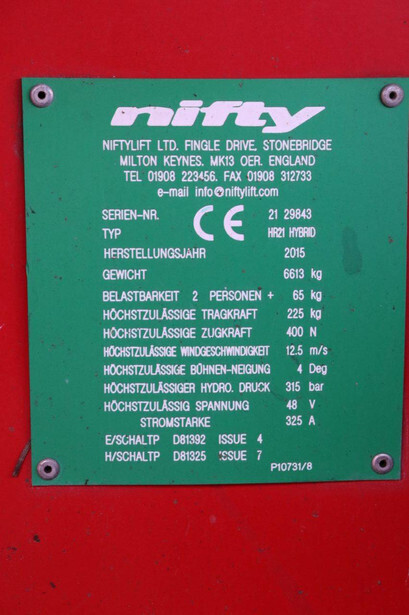 nifty
NIFTYLIFT LTD. FINGLE DRIVE, STONEBRIDGE
MILTON KEYNES. MK13 OER. ENGLAND
TEL 01908 223456. FAX 01908 312733
e-mail info@niftylift.com
SERIEN-NR. CE 21 29843
TYP HR21 HYBRID
HERSTELLUNGSJAHR 2015
GEWICHT 6613 kg
BELASTBARKEIT 2 PERSONEN + 65 kg
HÖCHSTZULÄSSIGE TRAGKRAFT 225 kg
HÖCHSTZULÄSSIGE ZUGKRAFT 400 N
HÖCHSTZULÄSSIGE WINDGESCHWINDIGKEIT 12.5 m/s
HÖCHSTZULÄSSIGE BÜHNEN-NEIGUNG 4 Deg
HÖCHSTZULÄSSIGER HYDRO. DRUCK 315 bar
HÖCHSTZULÄSSIG SPANNUNG 48 V
STROMSTARKE 325 A
E/SCHALTP D81392 ISSUE 4
H/SCHALTP D81325 ISSUE 7
P10731/8